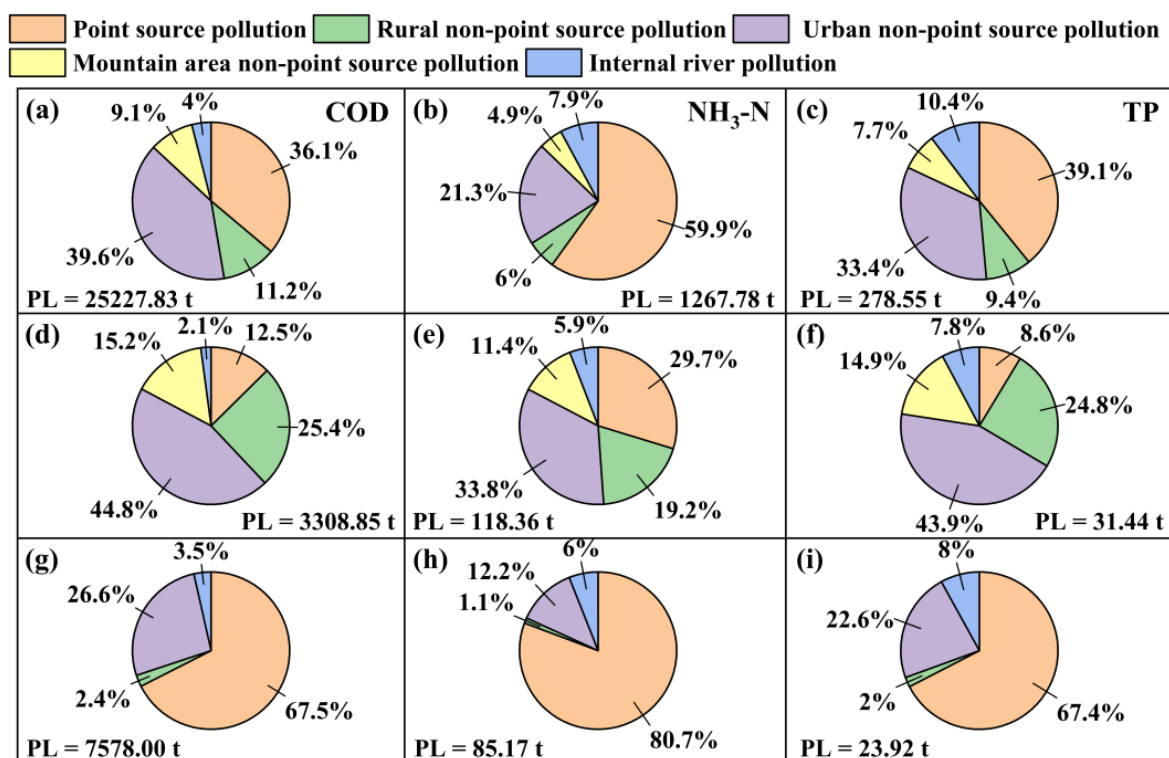 Point source pollution Rural non-point source pollution Urban non-point source pollution
Mountain area non-point source pollution Internal river pollution
(a) COD
9.1%
4%
36.1%
39.6%
11.2%
PL = 25227.83 t
(b) NH₃-N
4.9%
7.9%
21.3%
59.9%
6%
PL = 1267.78 t
(c) TP
7.7%
10.4%
39.1%
33.4%
9.4%
PL = 278.55 t
(d)
15.2%
2.1%
12.5%
25.4%
44.8%
PL = 3308.85 t
(e)
11.4%
5.9%
29.7%
33.8%
19.2%
PL = 118.36 t
(f)
14.9%
7.8%
8.6%
24.8%
43.9%
PL = 31.44 t
(g)
3.5%
26.6%
2.4%
67.5%
PL = 7578.00 t
(h)
6%
12.2%
1.1%
80.7%
PL = 85.17 t
(i)
8%
22.6%
2%
67.4%
PL = 23.92 t